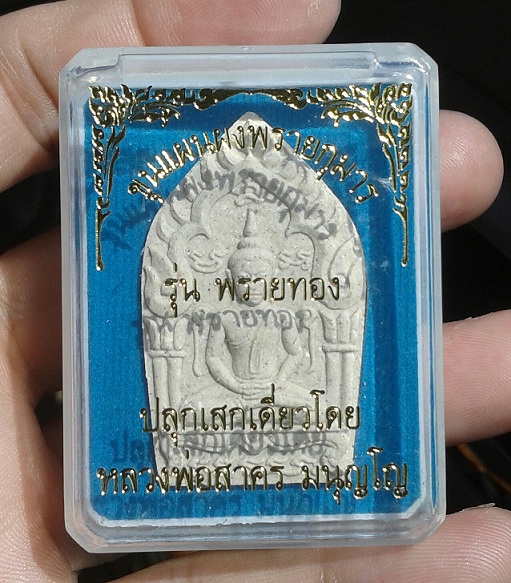 ขุนแผนผงพรายกุมาร
รุ่น พรายทอง
ปลุกเสกเดี่ยวโดย
หลวงพ่อสาคร มนุญโญ